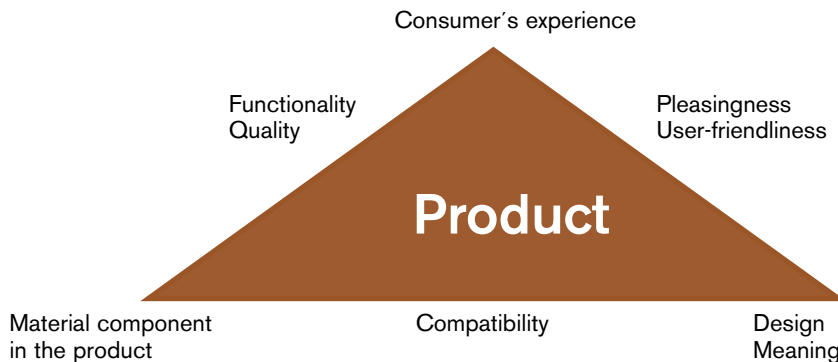 Consumer´s experience
Functionality
Quality
Pleasingness
User-friendliness
Product
Material component
in the product
Compatibility
Design
Meaning